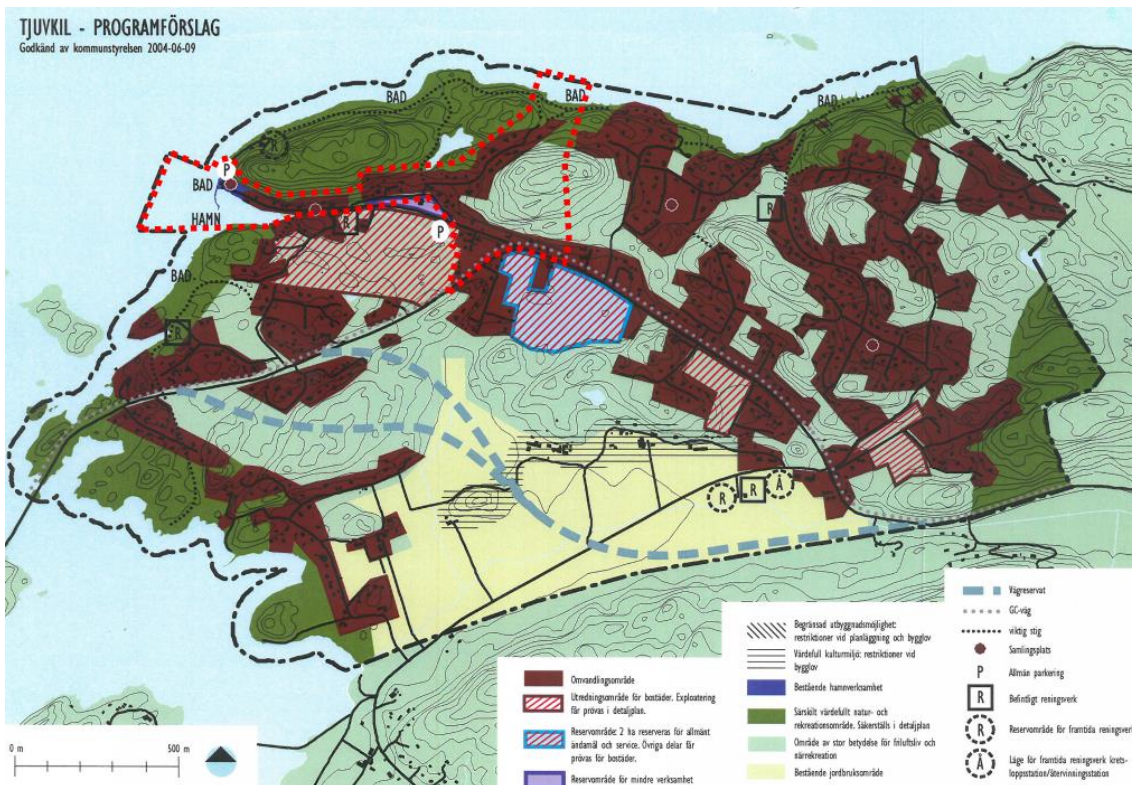 TJUVKIL - PROGRAMFÖRSLAG
Godkänd av kommunstyrelsen 2004-06-09
BAD
BAD
BAD
R
P
BAD
HAMN
R
P
R
BAD
R
R
R
Å
0 m
500 m
Omvandlingsområde
Utredningsområde för bostäder. Exploatering
får prövas i detaljplan.
Reservområde: 2 ha reserveras för allmänt
ändamål och service. Övriga delar får
prövas för bostäder.
Reservområde för mindre verksamhet
Begränsad utbyggnadsmöjlighet:
restriktioner vid planläggning och bygglov
Värdefull kulturmiljö: restriktioner vid
bygglov
Bestående hamnverksamhet
Särskilt värdefullt natur- och
rekreationsområde. Säkerställs i detaljplan
Område av stor betydelse för friluftsliv och
närrekreation
Bestående jordbruksområde
Vägreservat
GC-väg
viktig stig
Samlingsplats
P
Allmän parkering
R
Befintligt reningsverk
R
Reservområde för framtida reningsverk
Å
Läge för framtida reningsverk krets-
loppsstation/återvinningsstation